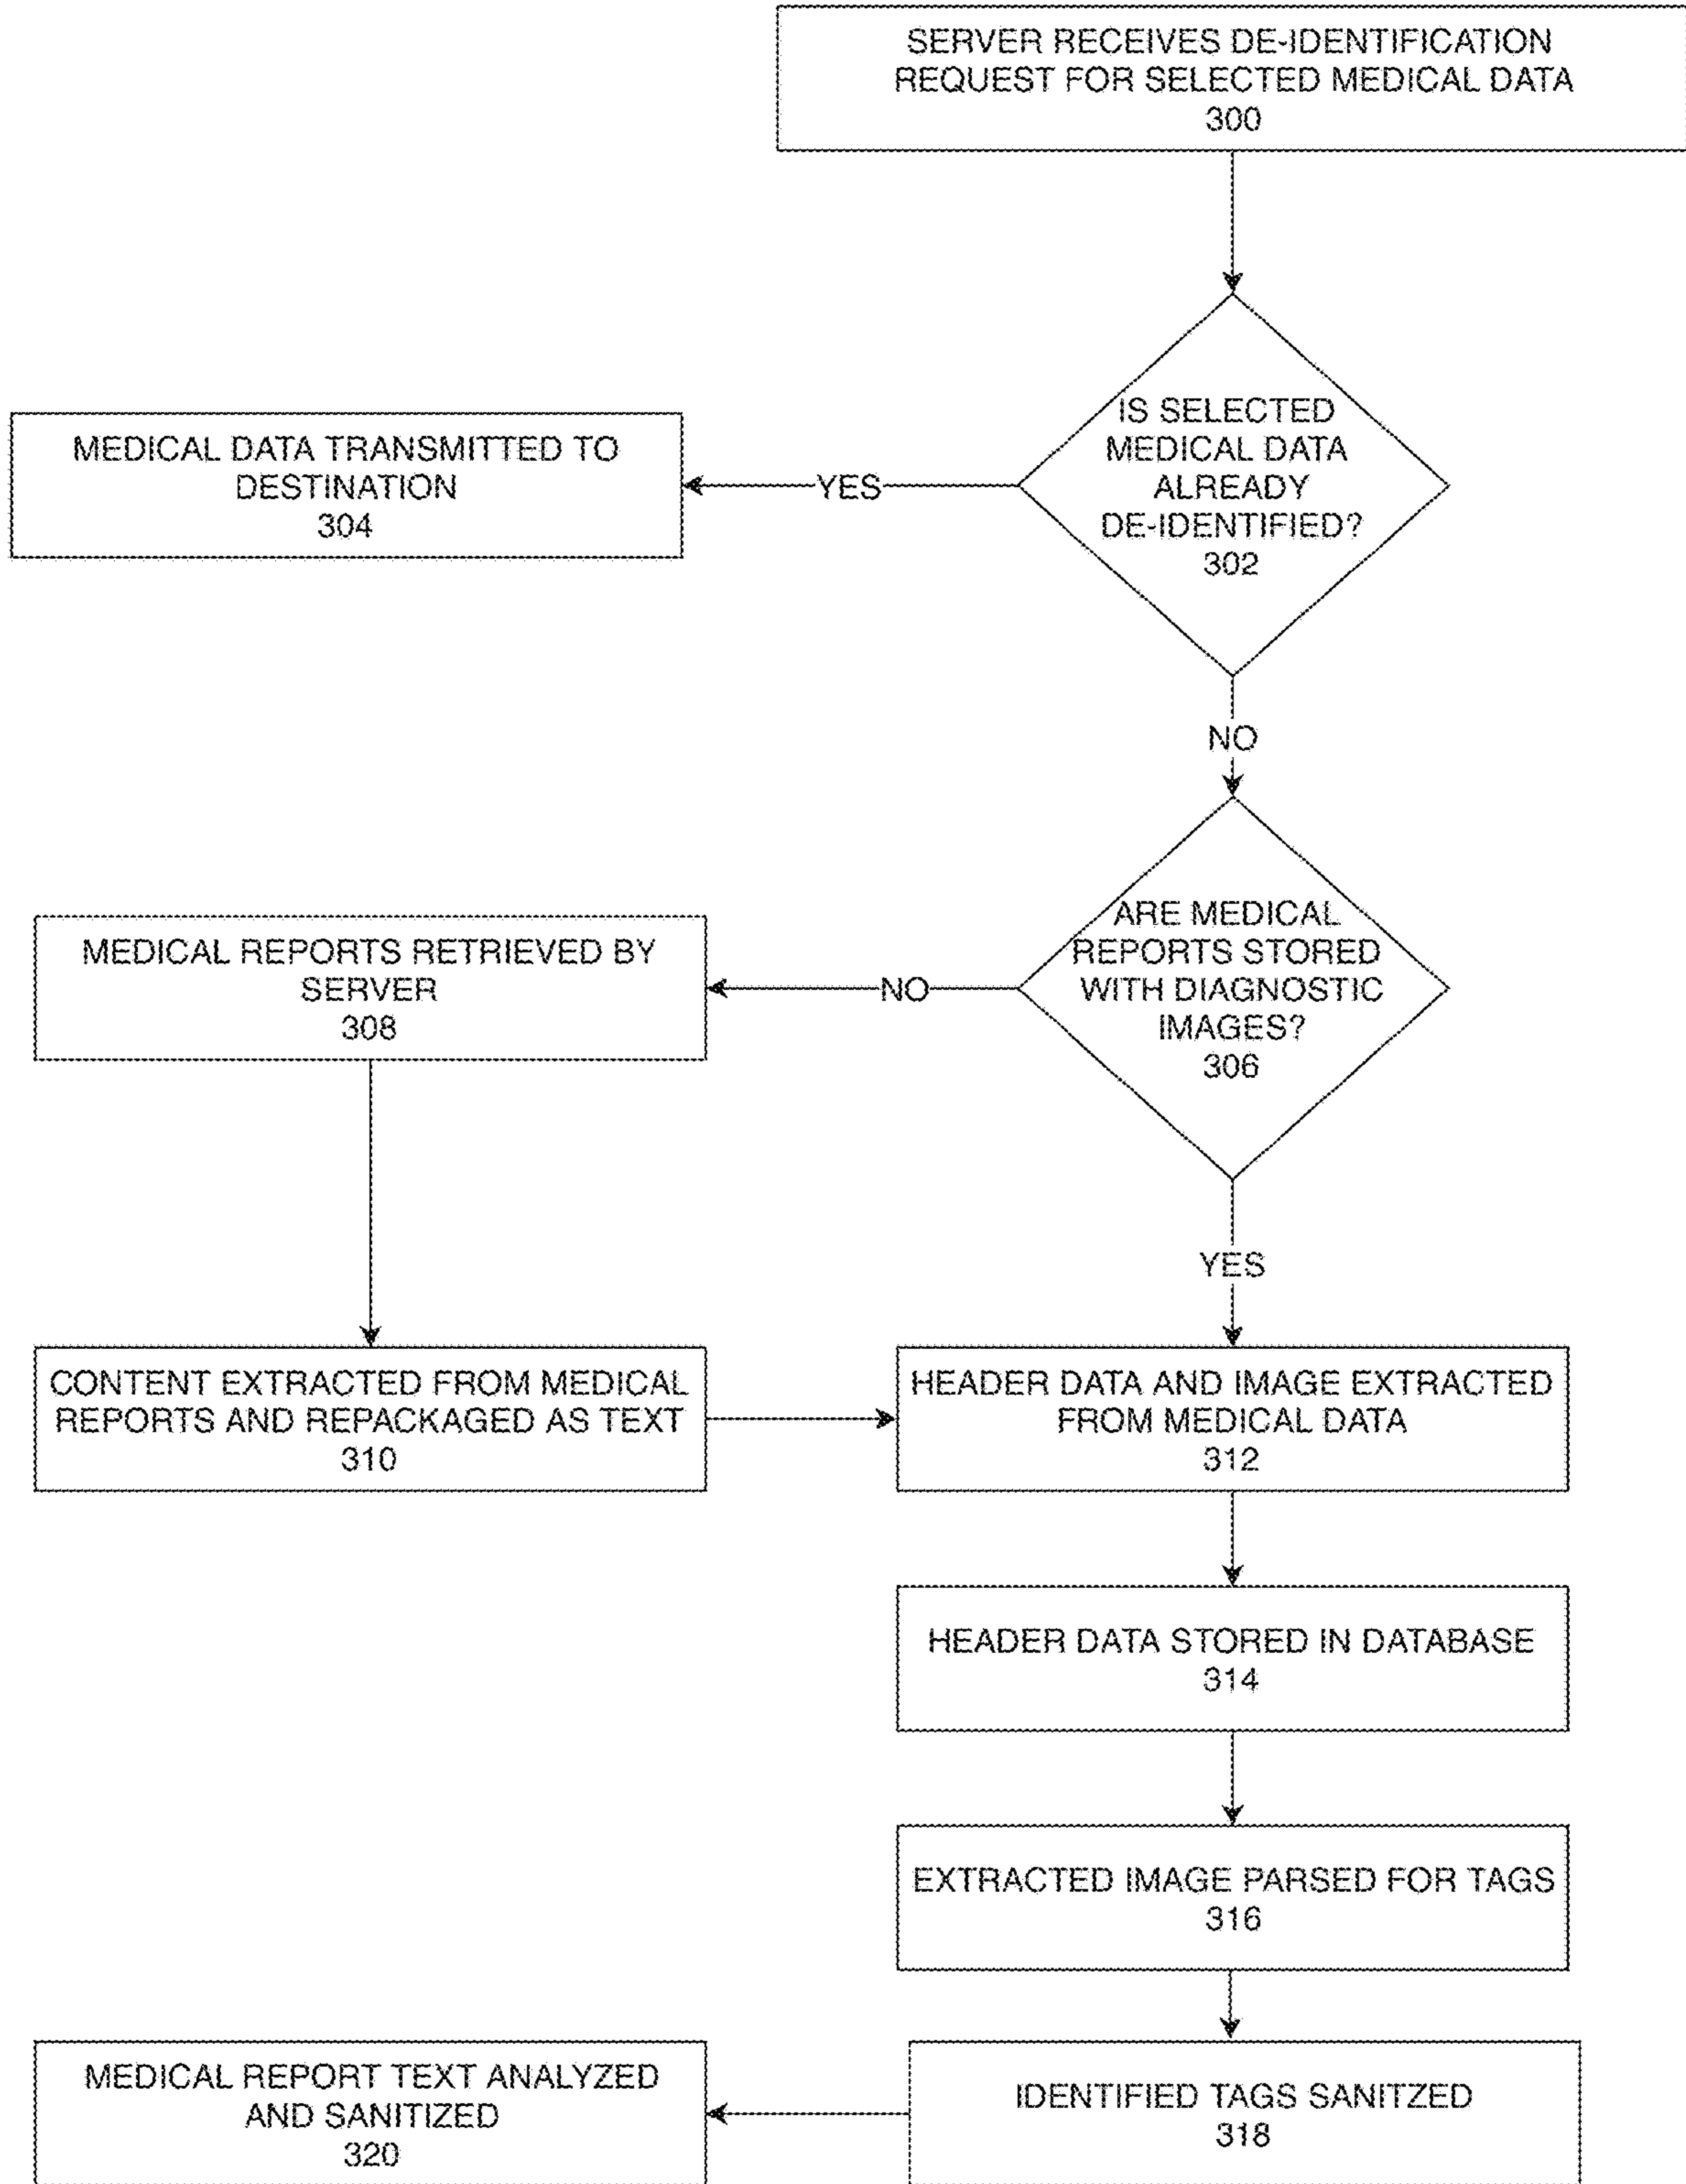 SERVER RECEIVES DE-IDENTIFICATION
REQUEST FOR SELECTED MEDICAL DATA
300
IS SELECTED
MEDICAL DATA
ALREADY
DE-IDENTIFIED?
302
YES
MEDICAL DATA TRANSMITTED TO
DESTINATION
304
NO
ARE MEDICAL
REPORTS STORED
WITH DIAGNOSTIC
IMAGES?
306
NO
MEDICAL REPORTS RETRIEVED BY
SERVER
308
YES
CONTENT EXTRACTED FROM MEDICAL
REPORTS AND REPACKAGED AS TEXT
310
HEADER DATA AND IMAGE EXTRACTED
FROM MEDICAL DATA
312
HEADER DATA STORED IN DATABASE
314
EXTRACTED IMAGE PARSED FOR TAGS
316
IDENTIFIED TAGS SANITZED
318
MEDICAL REPORT TEXT ANALYZED
AND SANITIZED
320